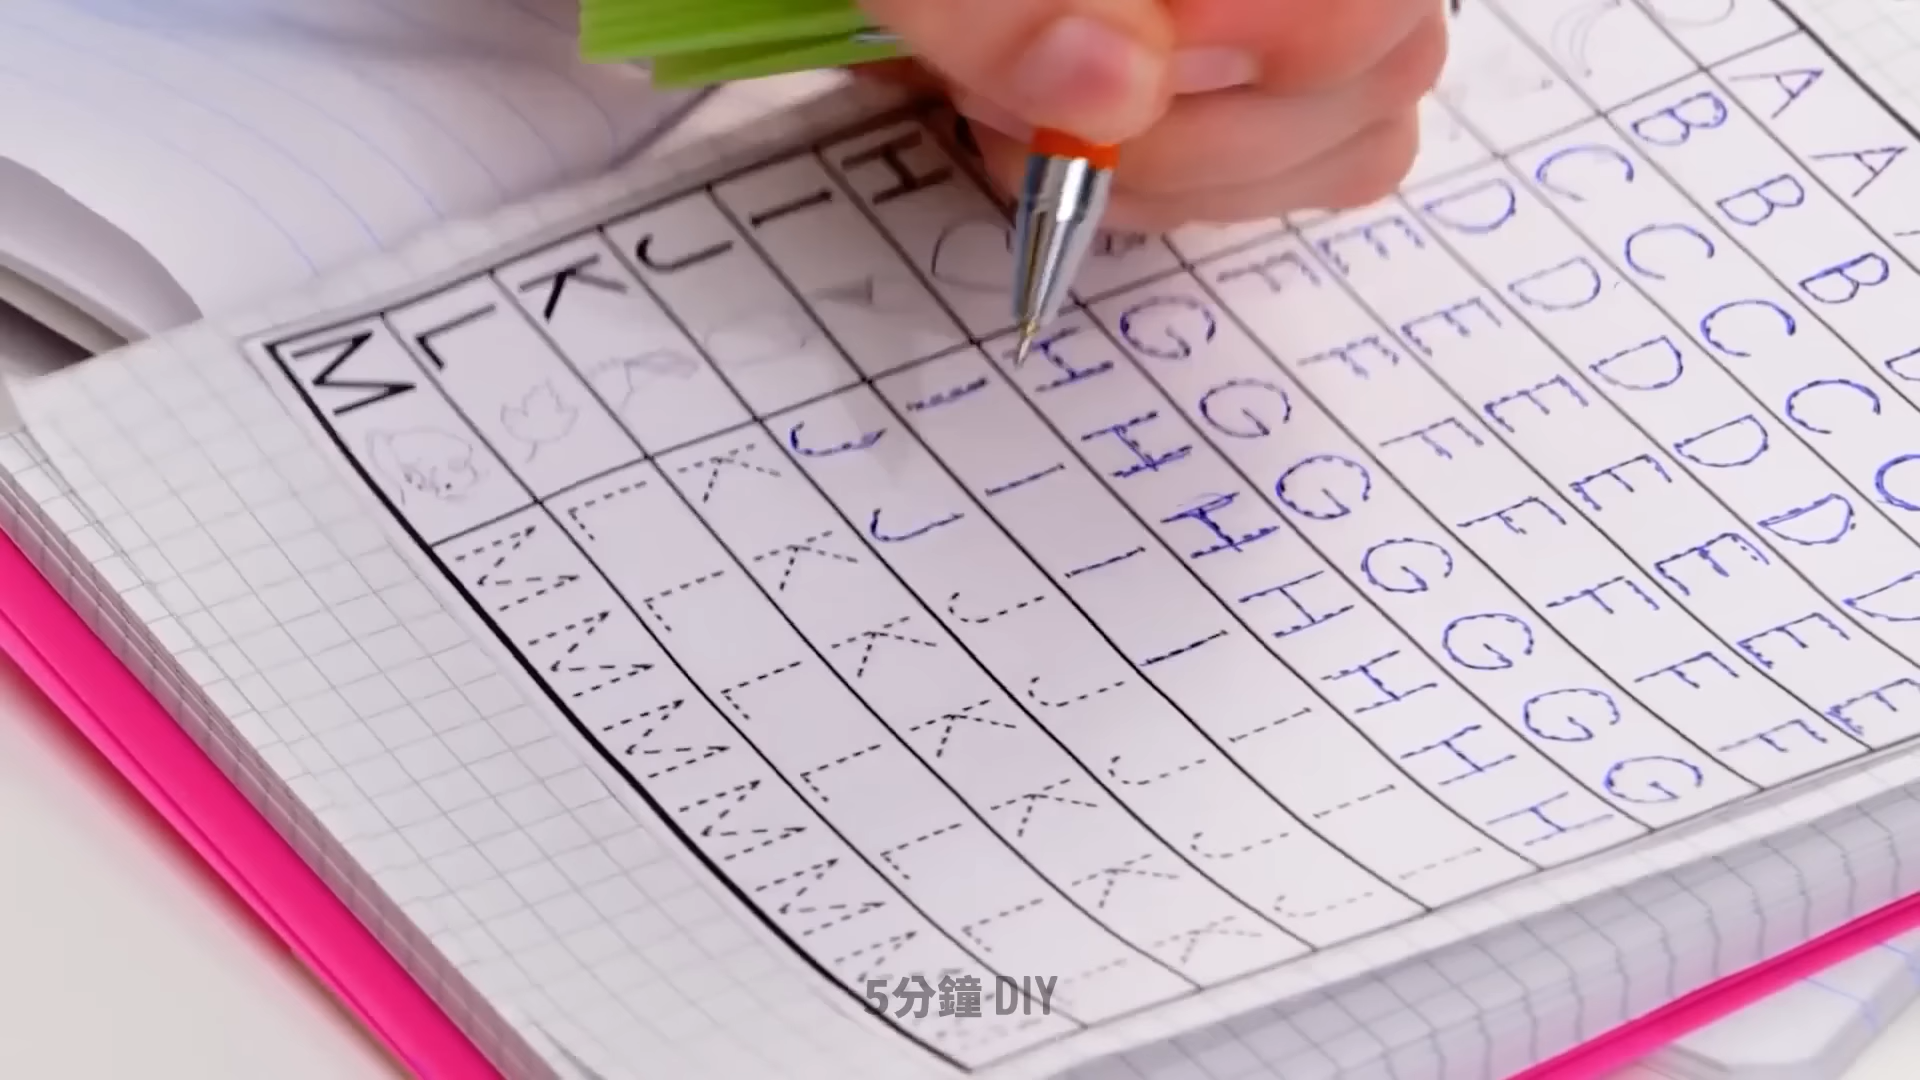 A A
B B B
C C C C C
D D D D D D
E E E E E E E
F F F F F F F
G G G G G G G
H H H H H H H H
I I I I I I I I
J J J J J J J J
K K K K K K K K
L L L L L L L
M M M M M M M
5分鐘 DIY